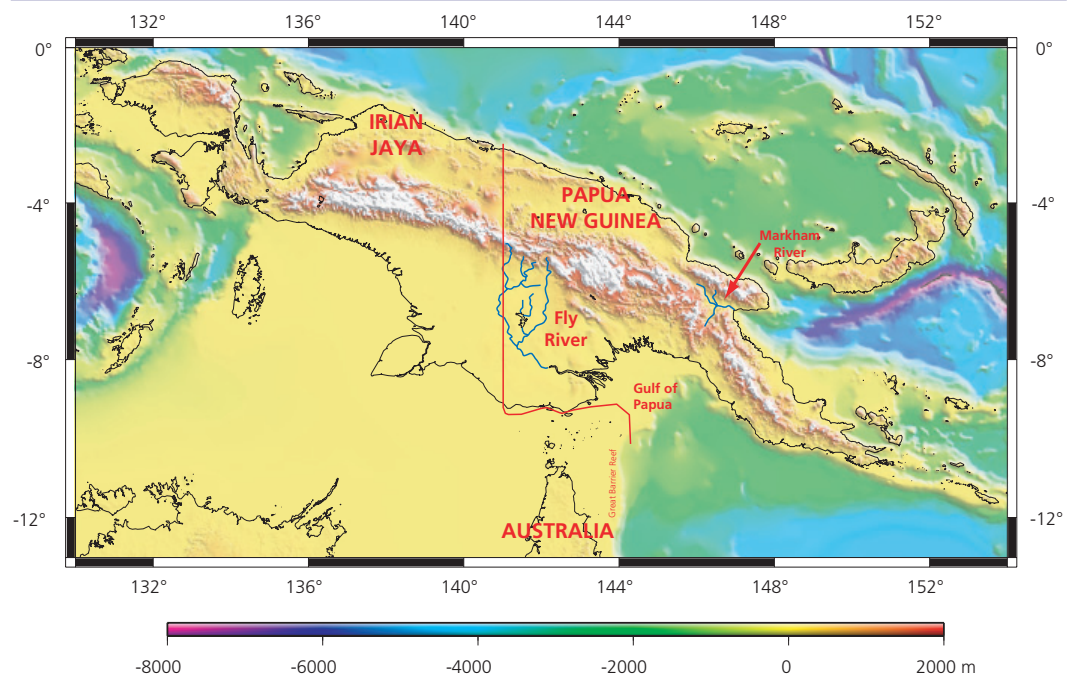 132° 136° 140° 144° 148° 152°
0° 0°
IRIAN
JAYA
PAPUA
NEW GUINEA
-4° -4°
Markham
River
Fly
River
-8° -8°
Gulf of
Papua
Great Barrier Reef
-12° -12°
AUSTRALIA
132° 136° 140° 144° 148° 152°
-8000 -6000 -4000 -2000 0 2000 m